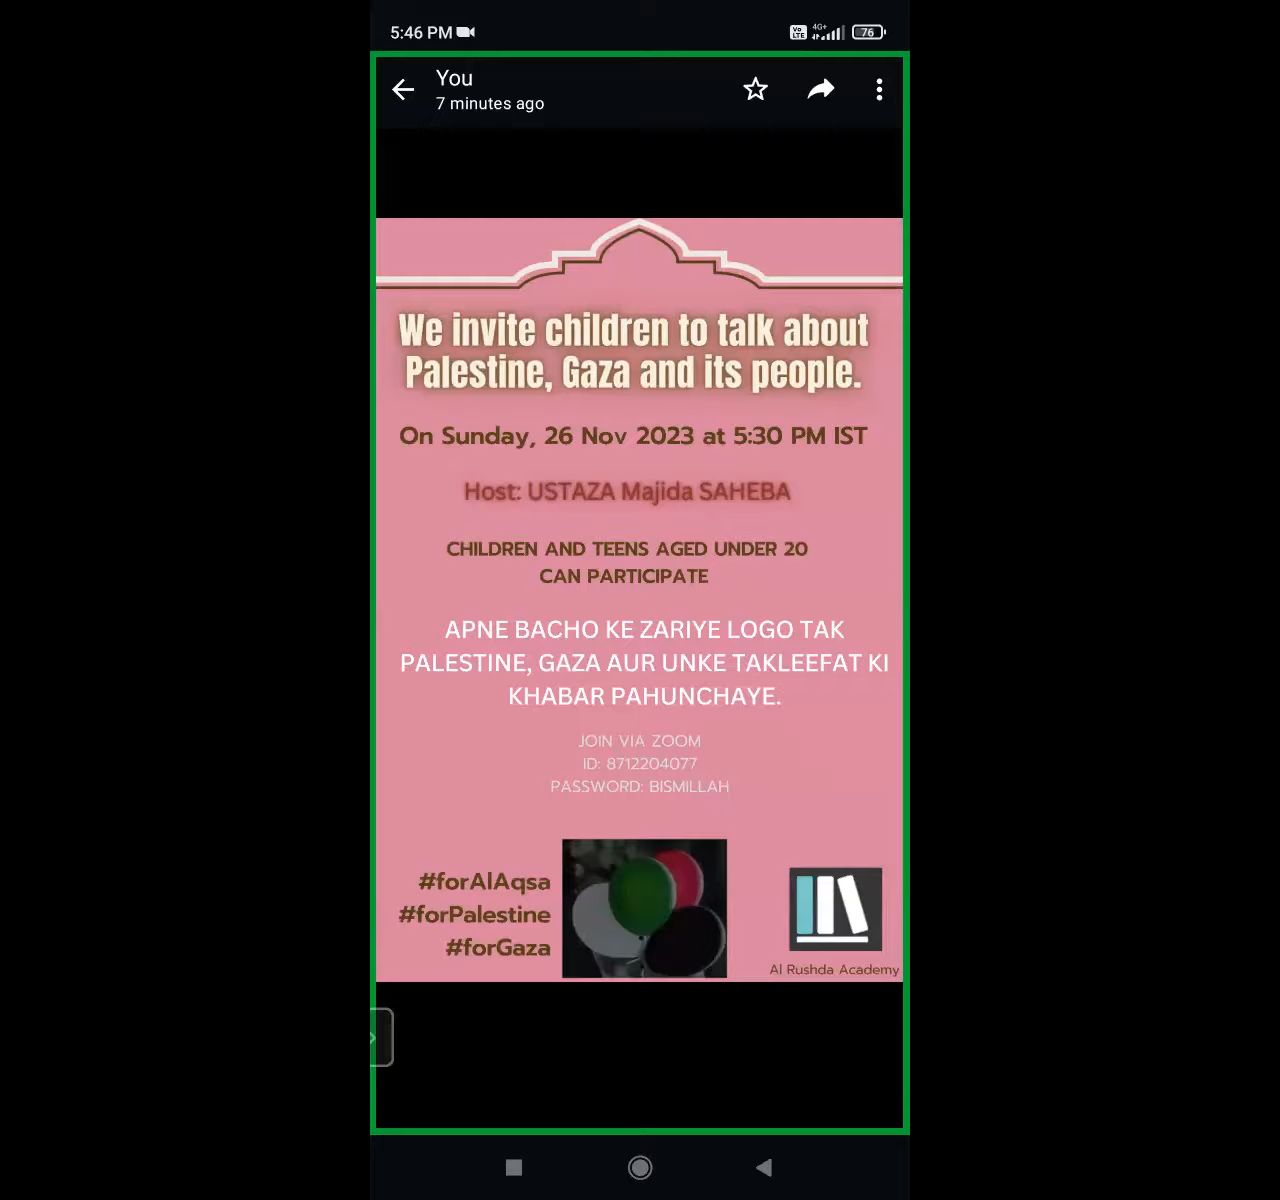 5:46 PM
Vo LTE 4G+ 76
You
7 minutes ago
We invite children to talk about
Palestine, Gaza and its people.
On Sunday, 26 Nov 2023 at 5:30 PM IST
Host: USTAZA Majida SAHEBA
CHILDREN AND TEENS AGED UNDER 20
CAN PARTICIPATE
APNE BACHO KE ZARIYE LOGO TAK
PALESTINE, GAZA AUR UNKE TAKLEEFAT KI
KHABAR PAHUNCHAYE.
JOIN VIA ZOOM
ID: 8712204077
PASSWORD: BISMILLAH
#forAlAqsa
#forPalestine
#forGaza
Al Rushda Academy